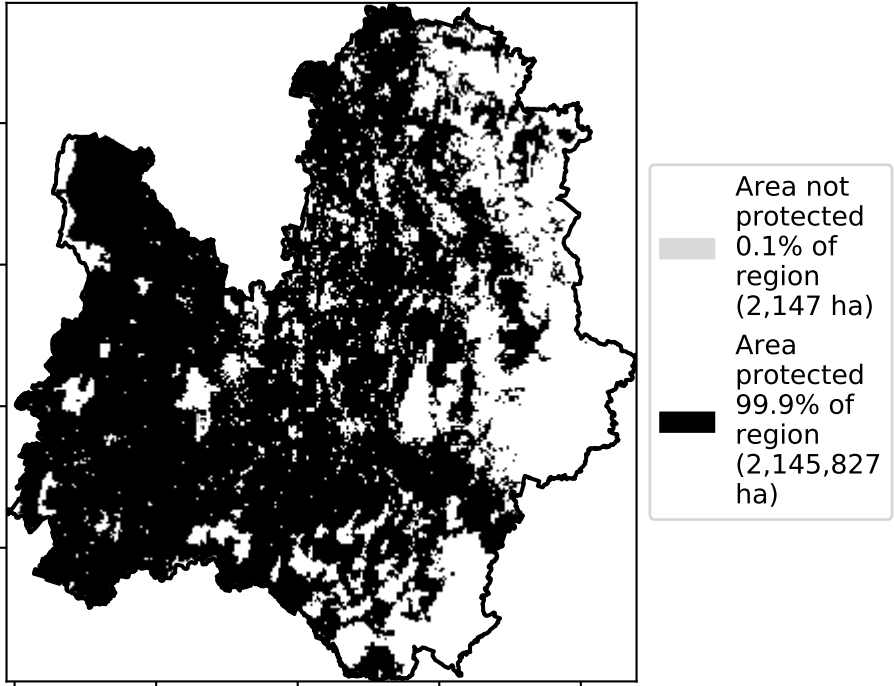 Area not
protected
0.1% of
region
(2,147 ha)
Area
protected
99.9% of
region
(2,145,827
ha)